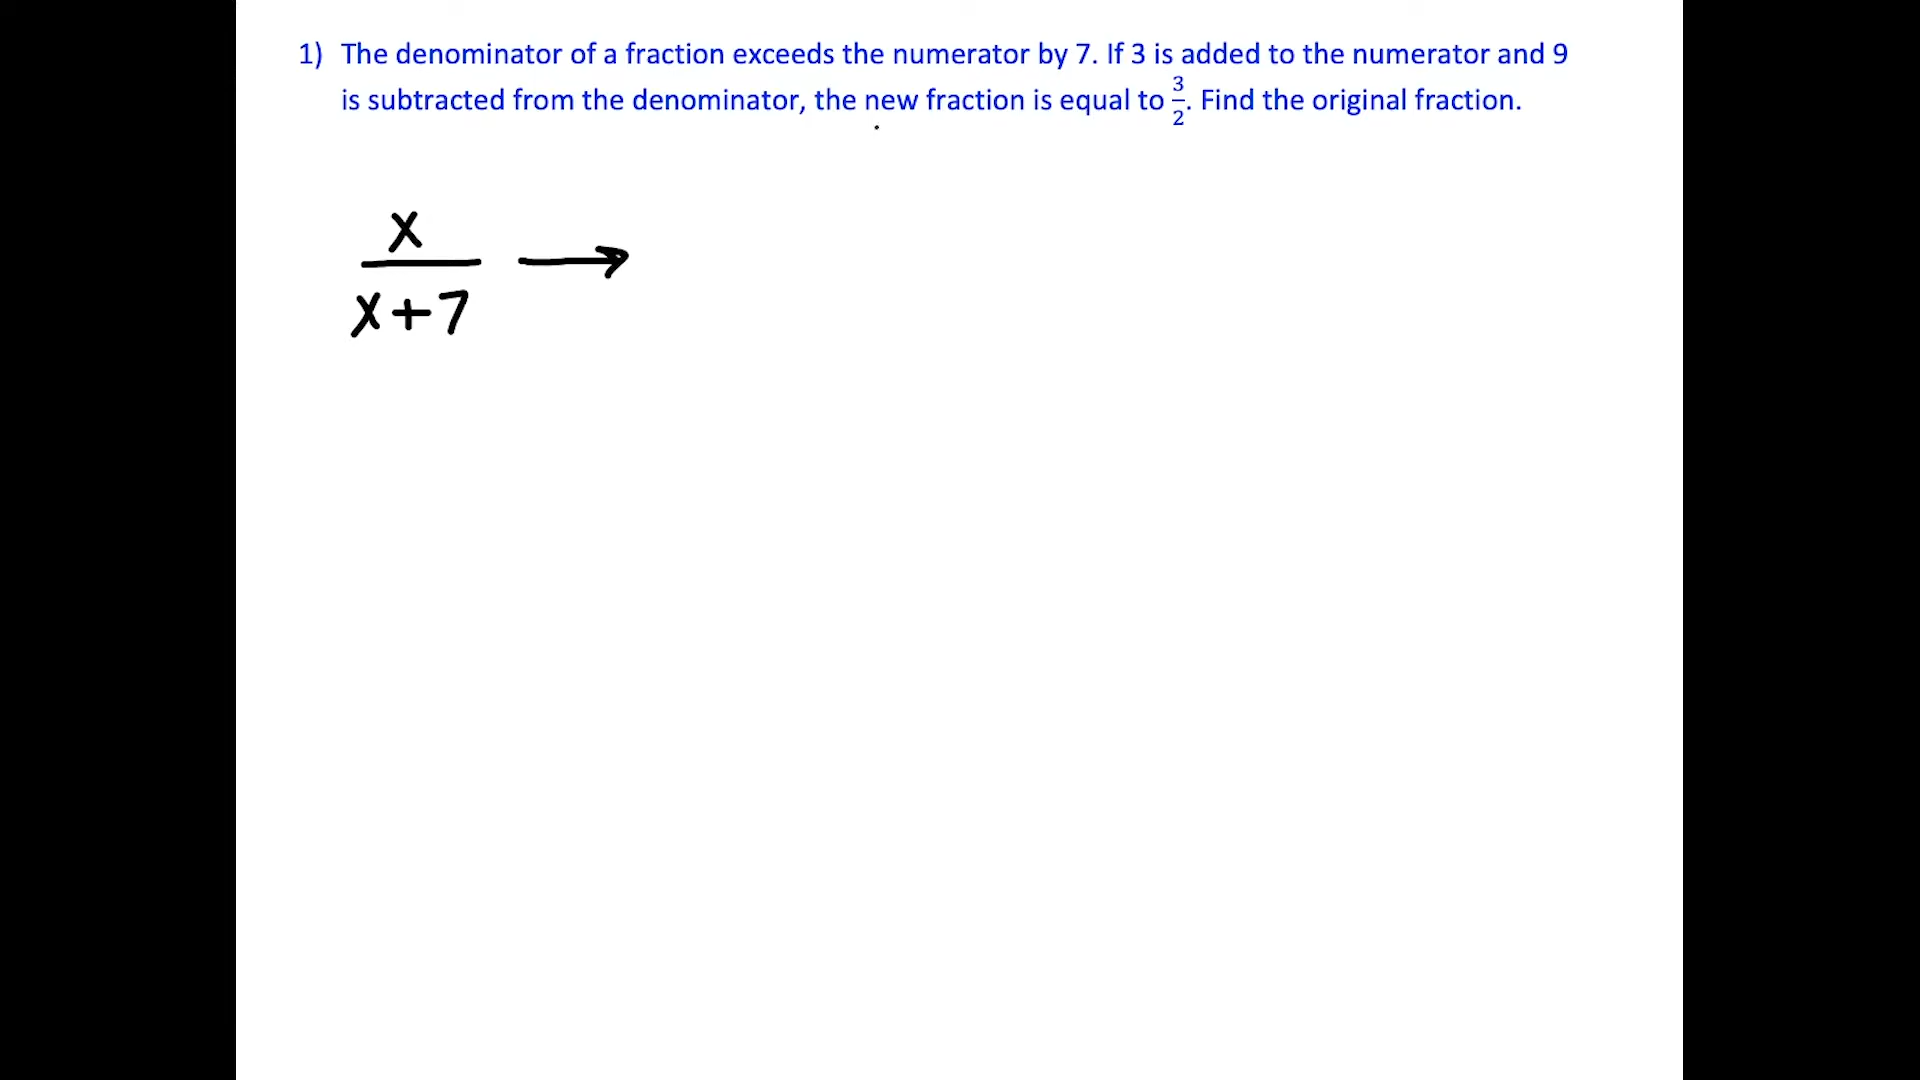 1) The denominator of a fraction exceeds the numerator by 7. If 3 is added to the numerator and 9
is subtracted from the denominator, the new fraction is equal to 3/2. Find the original fraction.
x
x+7